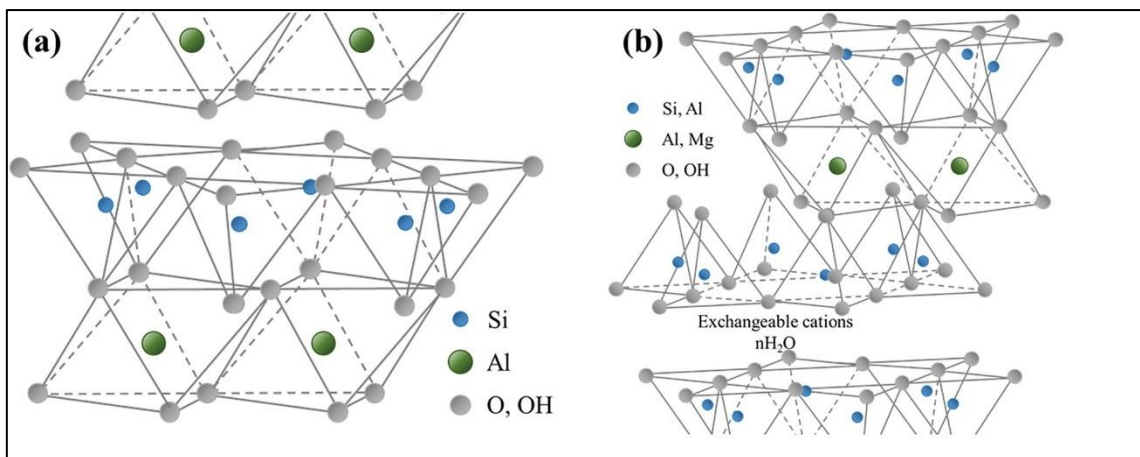 (a)
Si
Al
O, OH
(b)
Si, Al
Al, Mg
O, OH
Exchangeable cations
nH₂O